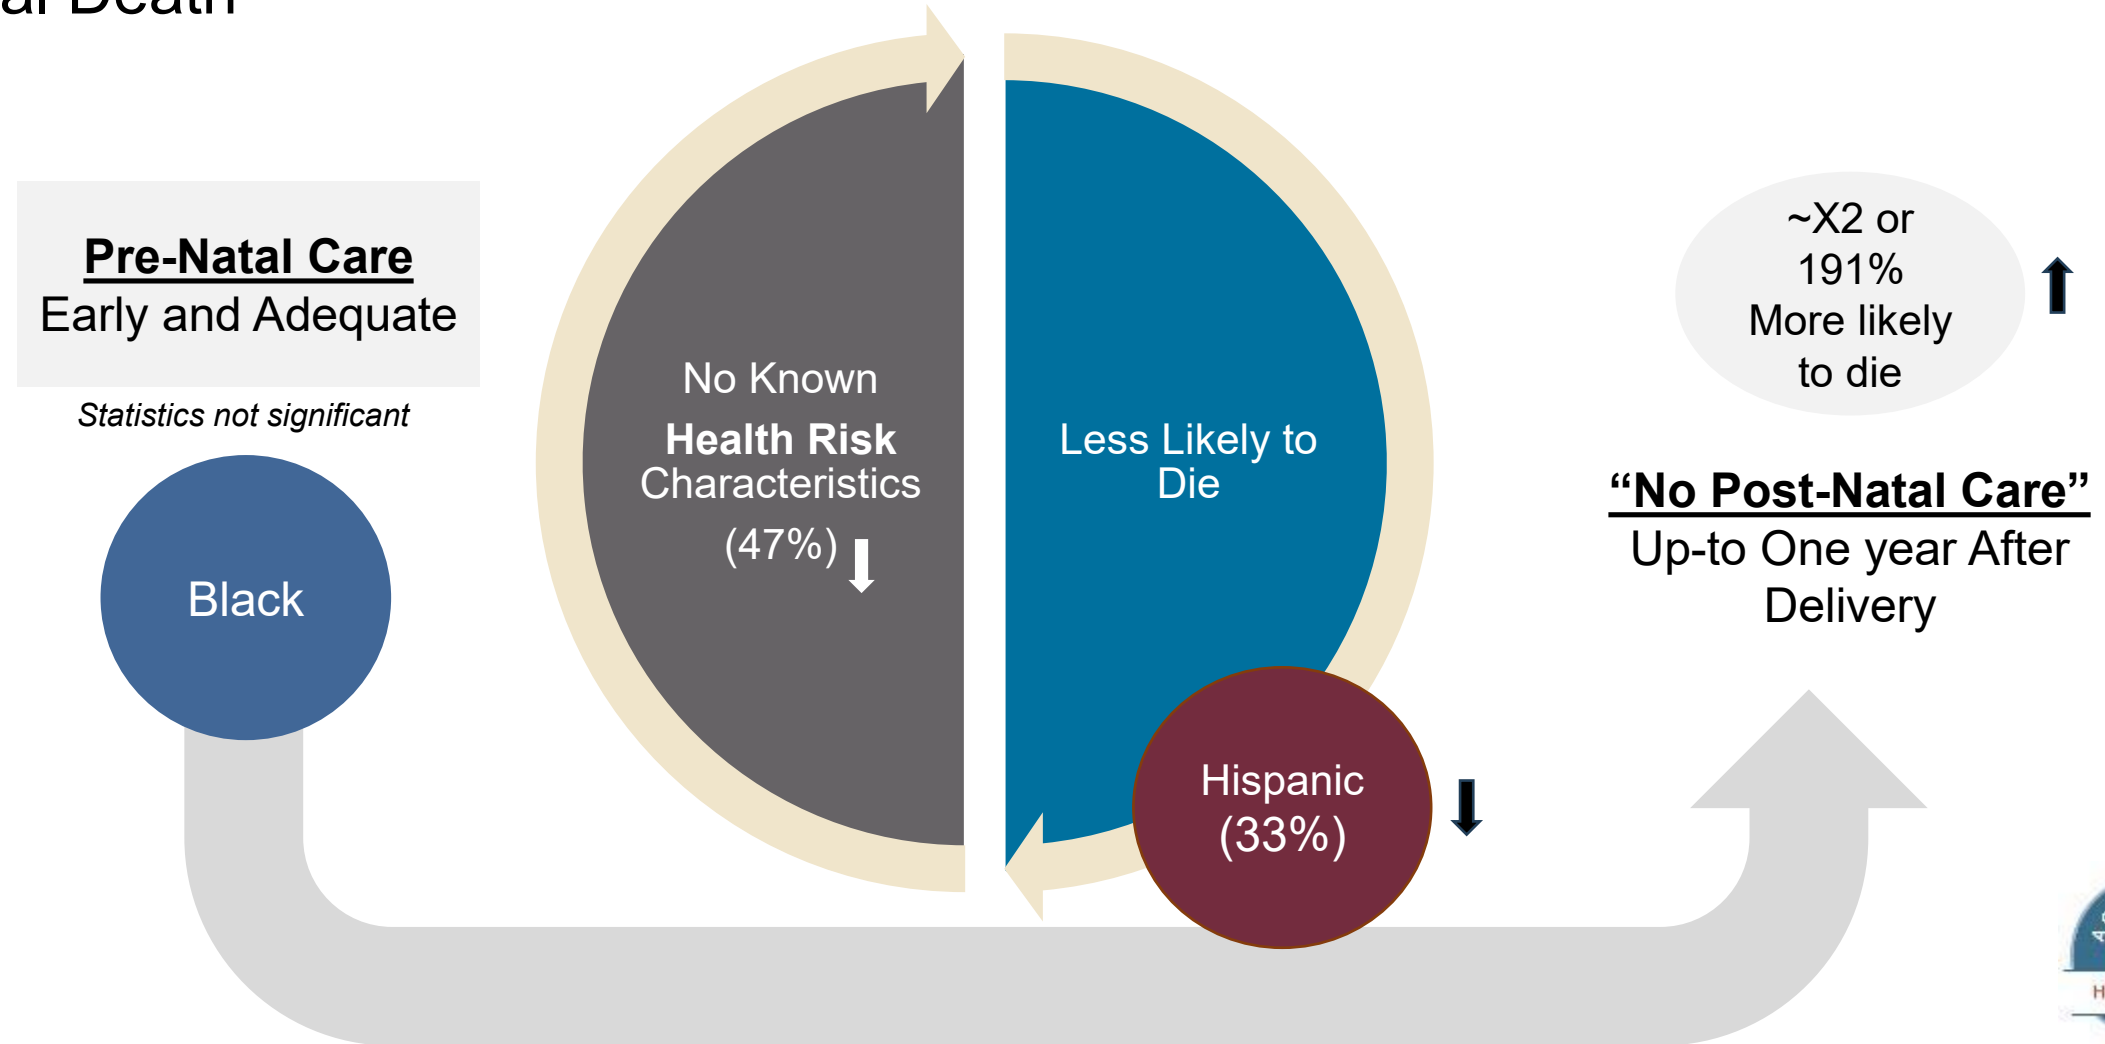 al Death
Pre-Natal Care
Early and Adequate
Statistics not significant
Black
No Known
Health Risk
Characteristics
(47%)
Less Likely to
Die
Hispanic
(33%)
~X2 or
191%
More likely
to die
“No Post-Natal Care”
Up-to One year After
Delivery